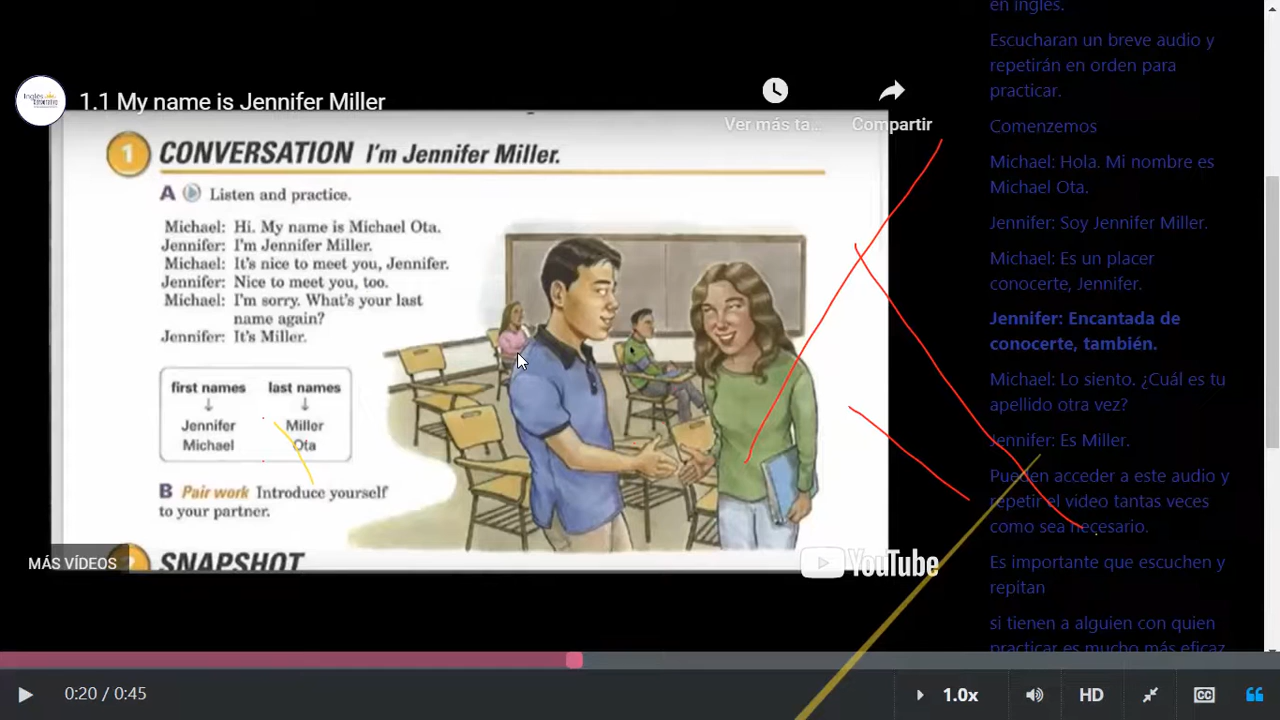 1.1 My name is Jennifer Miller
Ver más ta...
Compartir
1 CONVERSATION I'm Jennifer Miller.
A Listen and practice.
Michael: Hi. My name is Michael Ota.
Jennifer: I'm Jennifer Miller.
Michael: It's nice to meet you, Jennifer.
Jennifer: Nice to meet you, too.
Michael: I'm sorry. What's your last
name again?
Jennifer: It's Miller.
first names last names
Jennifer Miller
Michael Ota
B Pair work Introduce yourself
to your partner.
SNAPSHOT
MÁS VÍDEOS
YouTube
en inglés.
Escucharan un breve audio y
repetirán en orden para
practicar.
Comenzemos
Michael: Hola. Mi nombre es
Michael Ota.
Jennifer: Soy Jennifer Miller.
Michael: Es un placer
conocerte, Jennifer.
Jennifer: Encantada de
conocerte, también.
Michael: Lo siento. ¿Cuál es tu
apellido otra vez?
Jennifer: Es Miller.
Pueden acceder a este audio y
repetir el video tantas veces
como sea necesario.
Es importante que escuchen y
repitan
si tienen a alguien con quien
practicar es mucho más eficaz
0:20 / 0:45
1.0x
HD
CC